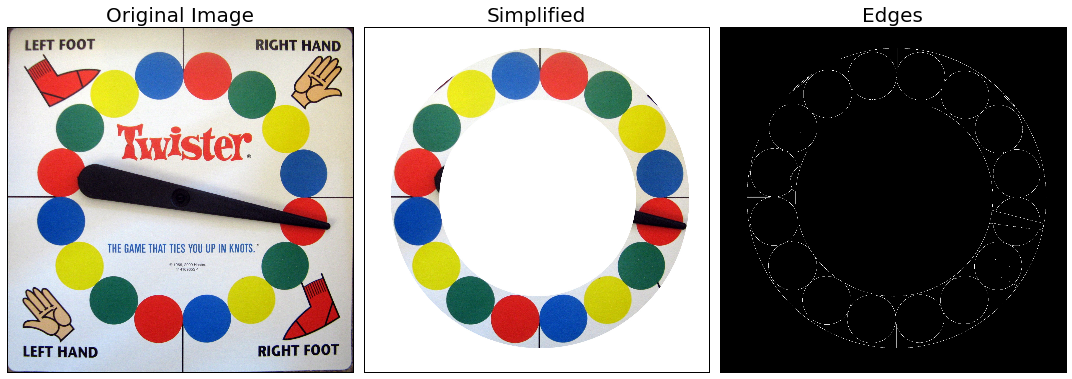 Original Image
Simplified
Edges
LEFT FOOT
RIGHT HAND
Twister
THE GAME THAT TIES YOU UP IN KNOTS.
LEFT HAND
RIGHT FOOT